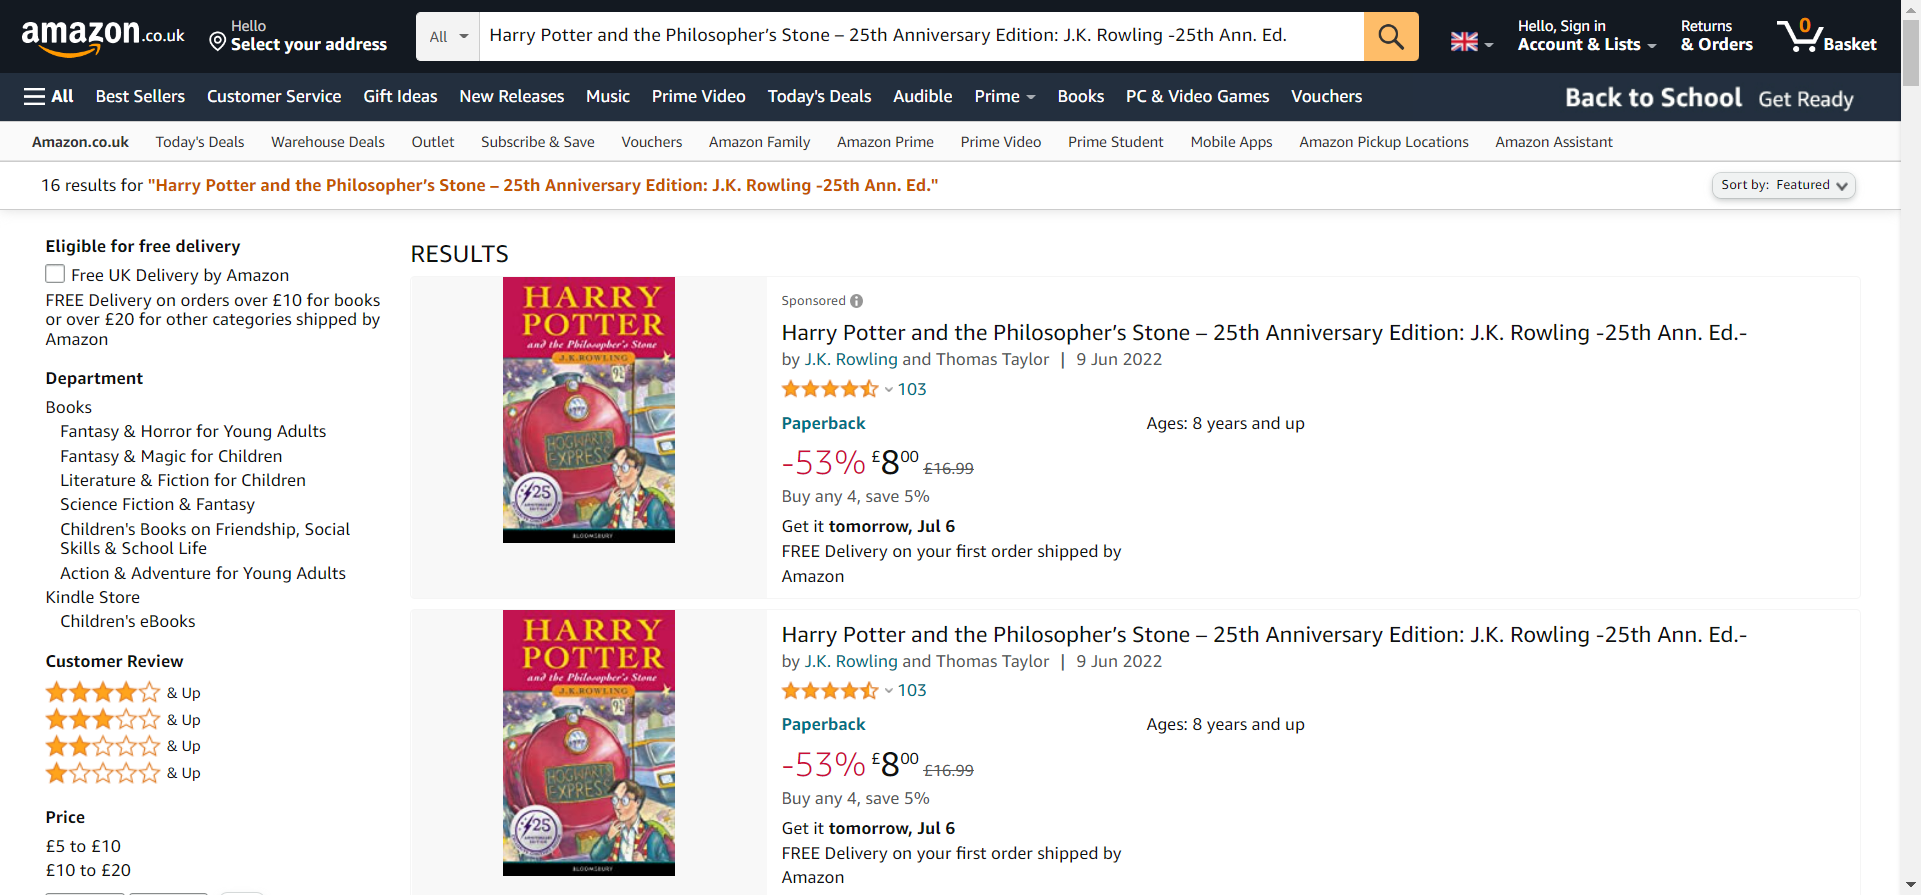 amazon.co.uk
Hello
Select your address
All
Harry Potter and the Philosopher’s Stone – 25th Anniversary Edition: J.K. Rowling -25th Ann. Ed.
Hello, Sign in
Account & Lists
Returns
& Orders
0
Basket
All Best Sellers Customer Service Gift Ideas New Releases Music Prime Video Today's Deals Audible Prime Books PC & Video Games Vouchers
Back to School Get Ready
Amazon.co.uk Today's Deals Warehouse Deals Outlet Subscribe & Save Vouchers Amazon Family Amazon Prime Prime Video Prime Student Mobile Apps Amazon Pickup Locations Amazon Assistant
16 results for "Harry Potter and the Philosopher’s Stone – 25th Anniversary Edition: J.K. Rowling -25th Ann. Ed."
Sort by: Featured
Eligible for free delivery
Free UK Delivery by Amazon
FREE Delivery on orders over £10 for books
or over £20 for other categories shipped by
Amazon
Department
Books
Fantasy & Horror for Young Adults
Fantasy & Magic for Children
Literature & Fiction for Children
Science Fiction & Fantasy
Children's Books on Friendship, Social
Skills & School Life
Action & Adventure for Young Adults
Kindle Store
Children's eBooks
Customer Review
& Up
& Up
& Up
& Up
Price
£5 to £10
£10 to £20
RESULTS
HARRY
POTTER
and the Philosopher's Stone
J.K.ROWLING
9¾
HOGWARTS
EXPRESS
25
BLOOMSBURY
Sponsored
Harry Potter and the Philosopher’s Stone – 25th Anniversary Edition: J.K. Rowling -25th Ann. Ed.-
by J.K. Rowling and Thomas Taylor | 9 Jun 2022
103
Paperback
Ages: 8 years and up
-53% £800 £16.99
Buy any 4, save 5%
Get it tomorrow, Jul 6
FREE Delivery on your first order shipped by
Amazon
HARRY
POTTER
and the Philosopher's Stone
J.K.ROWLING
9¾
HOGWARTS
EXPRESS
25
BLOOMSBURY
Harry Potter and the Philosopher’s Stone – 25th Anniversary Edition: J.K. Rowling -25th Ann. Ed.-
by J.K. Rowling and Thomas Taylor | 9 Jun 2022
103
Paperback
Ages: 8 years and up
-53% £800 £16.99
Buy any 4, save 5%
Get it tomorrow, Jul 6
FREE Delivery on your first order shipped by
Amazon